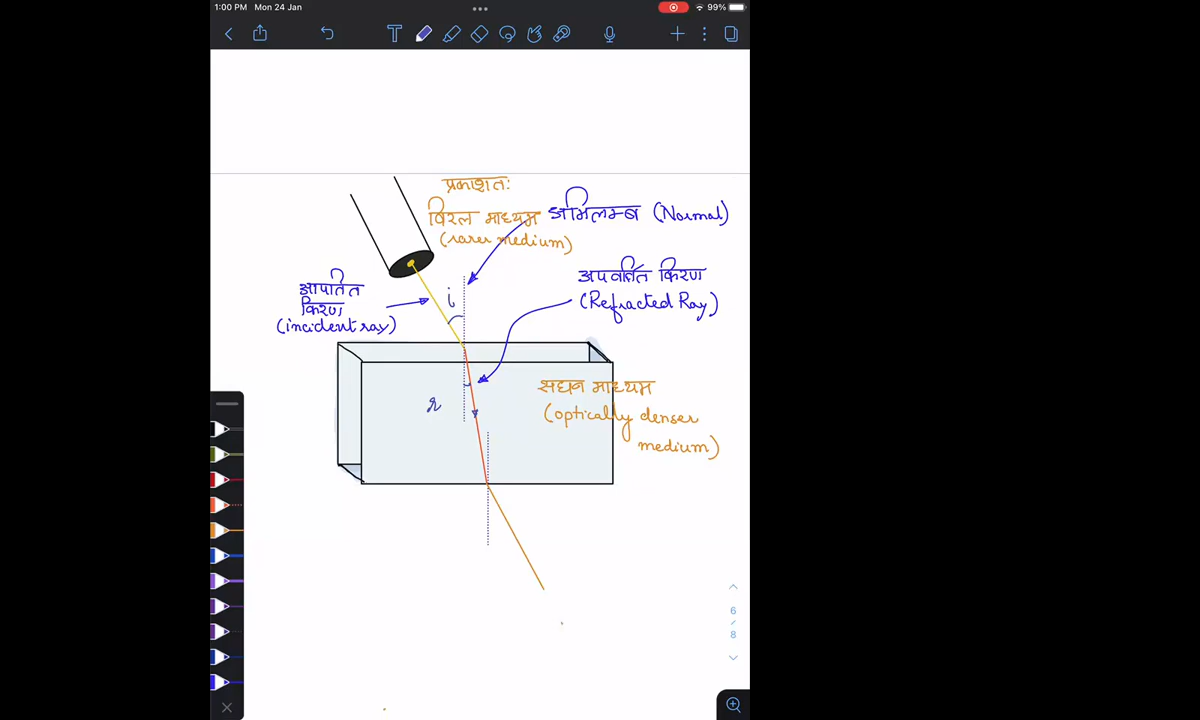 1:00 PM Mon 24 Jan
99%
प्रकाशतः
विरल माध्यम
(rarer medium)
अभिलम्ब (Normal)
आपतित
किरण
(incident ray)
i
अपवर्तित किरण
(Refracted Ray)
r
सघन माध्यम
(optically denser
medium)
6
/
8